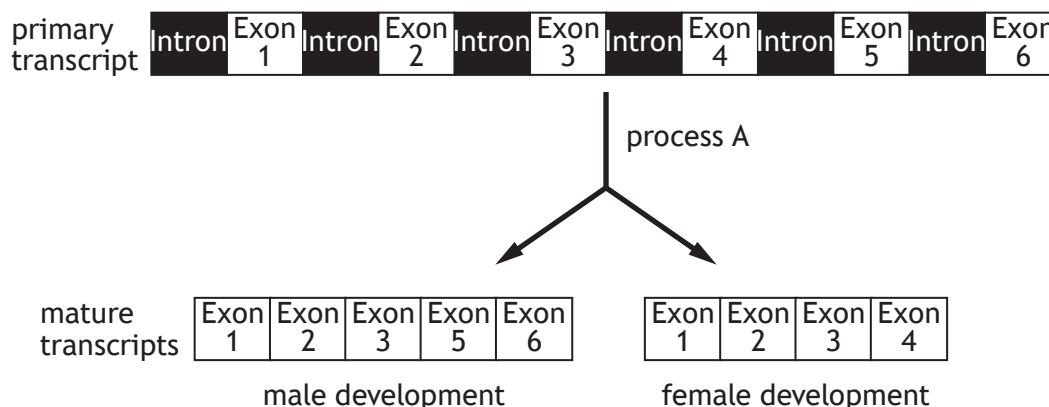 primary transcript
Intron Exon 1 Intron Exon 2 Intron Exon 3 Intron Exon 4 Intron Exon 5 Intron Exon 6
process A
mature transcripts
Exon 1 Exon 2 Exon 3 Exon 5 Exon 6
Exon 1 Exon 2 Exon 3 Exon 4
male development
female development